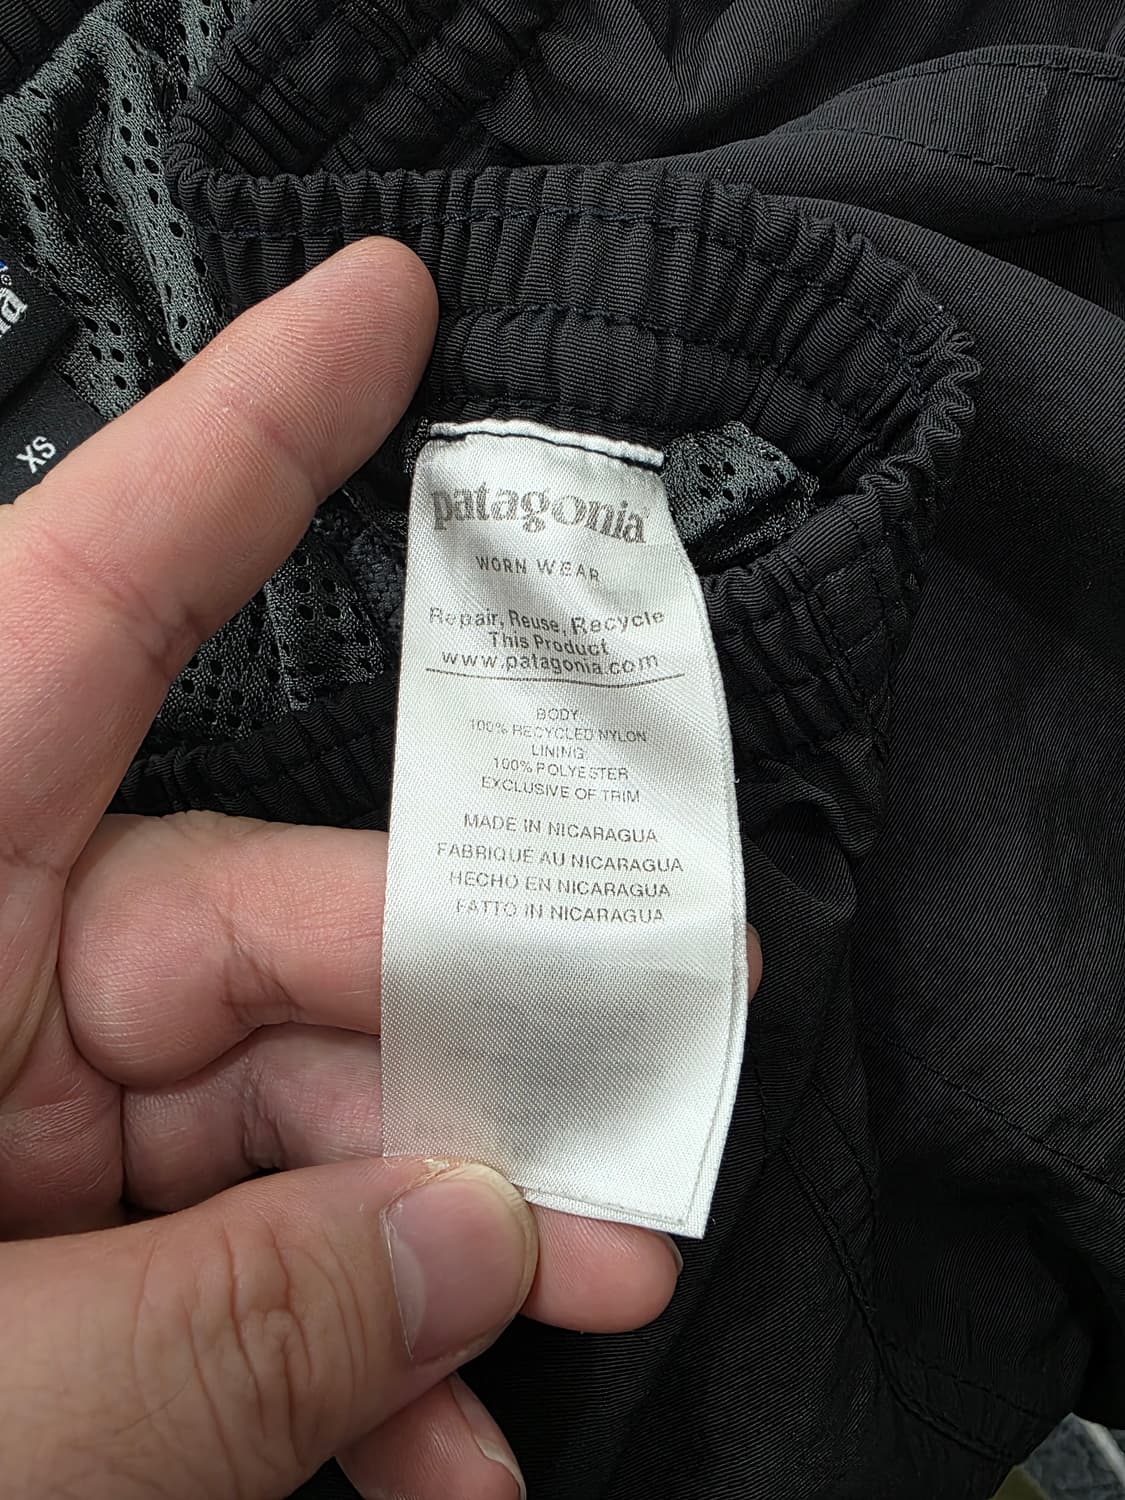 patagonia
WORN WEAR
Repair, Reuse, Recycle
This Product
www.patagonia.com
BODY:
100% RECYCLED NYLON
LINING:
100% POLYESTER
EXCLUSIVE OF TRIM
MADE IN NICARAGUA
FABRIQUÉ AU NICARAGUA
HECHO EN NICARAGUA
FATTO IN NICARAGUA
XS